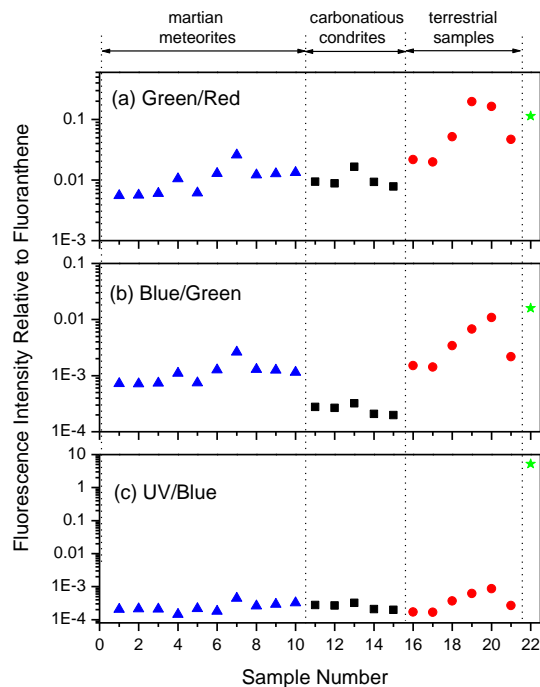 martian
meteorites
carbonatious
condrites
terrestrial
samples
Fluorescence Intensity Relative to Fluoranthene
(a) Green/Red
0.1
0.01
1E-3
(b) Blue/Green
0.1
0.01
1E-3
1E-4
(c) UV/Blue
10
1
0.1
0.01
1E-3
1E-4
0 2 4 6 8 10 12 14 16 18 20 22
Sample Number